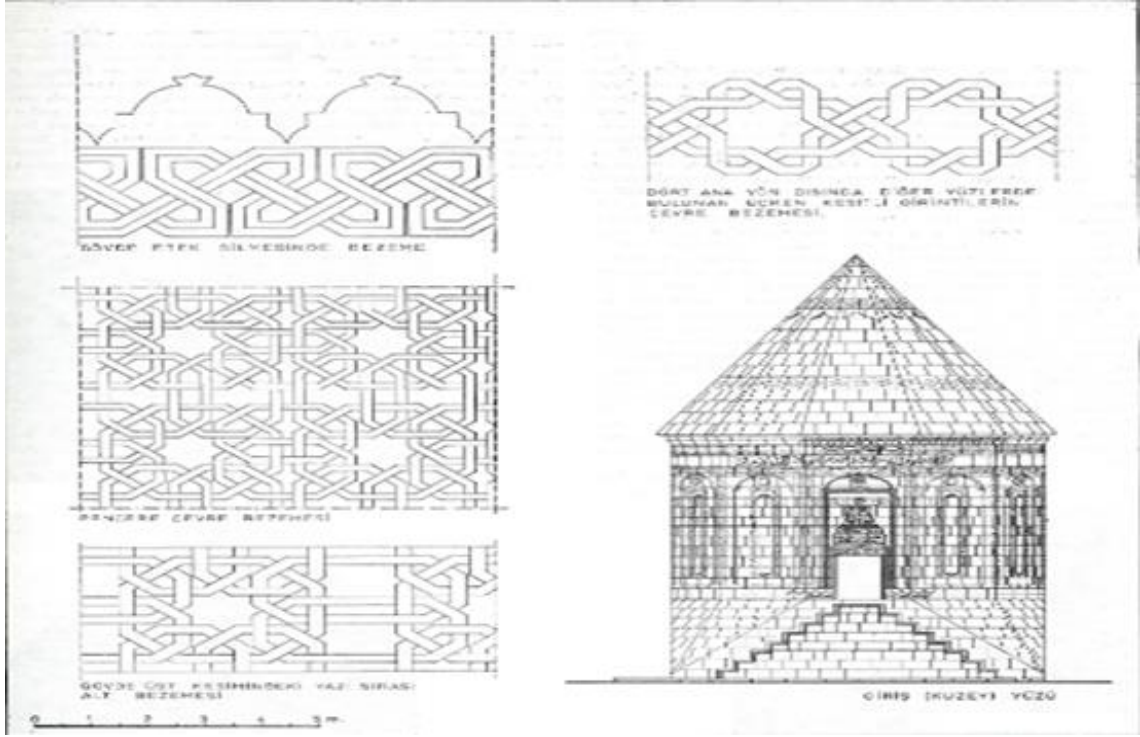 GÖVDE ETEK SİLMESİNDE BEZEME
PENCERE ÇEVRE BEZEMESİ
GÖVDE ÜST KESİMİNDEKİ YAZI SIRASI
ALT BEZEMESİ
0 1 2 3 4 5 m.
DÖRT ANA YÖN DIŞINDA DİĞER YÜZLERDE
BULUNAN ÜÇGEN KESİTLİ GİRİNTİLERİN
ÇEVRE BEZEMESİ.
GİRİŞ (KUZEY) YÜZÜ